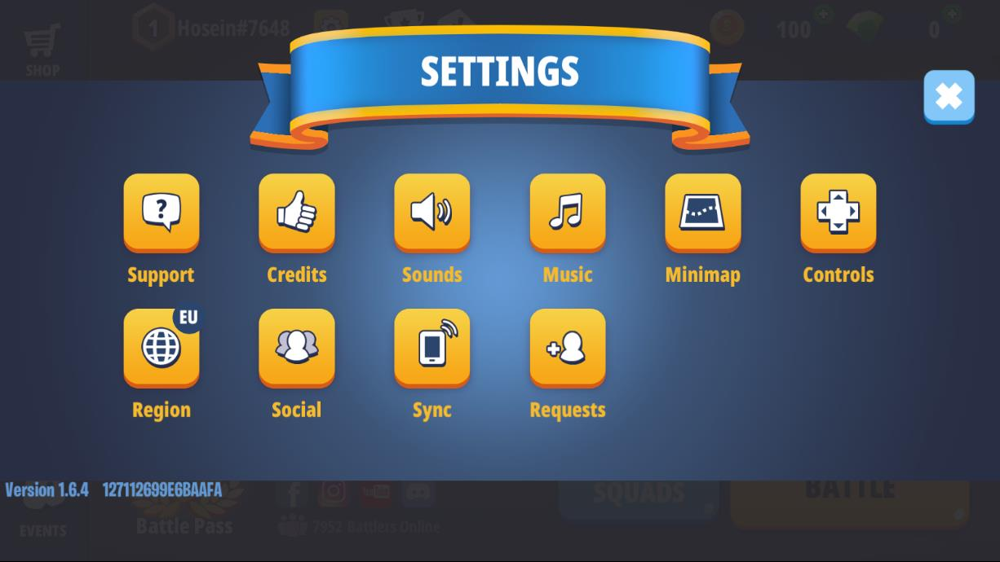 1
Hosein#7648
100
0
SHOP
SETTINGS
?
Support
Credits
Sounds
Music
Minimap
Controls
EU
Region
Social
Sync
Requests
Version 1.6.4 127112699E6BAAFA
SQUADS
BATTLE
EVENTS
Battle Pass
7952 Battlers Online